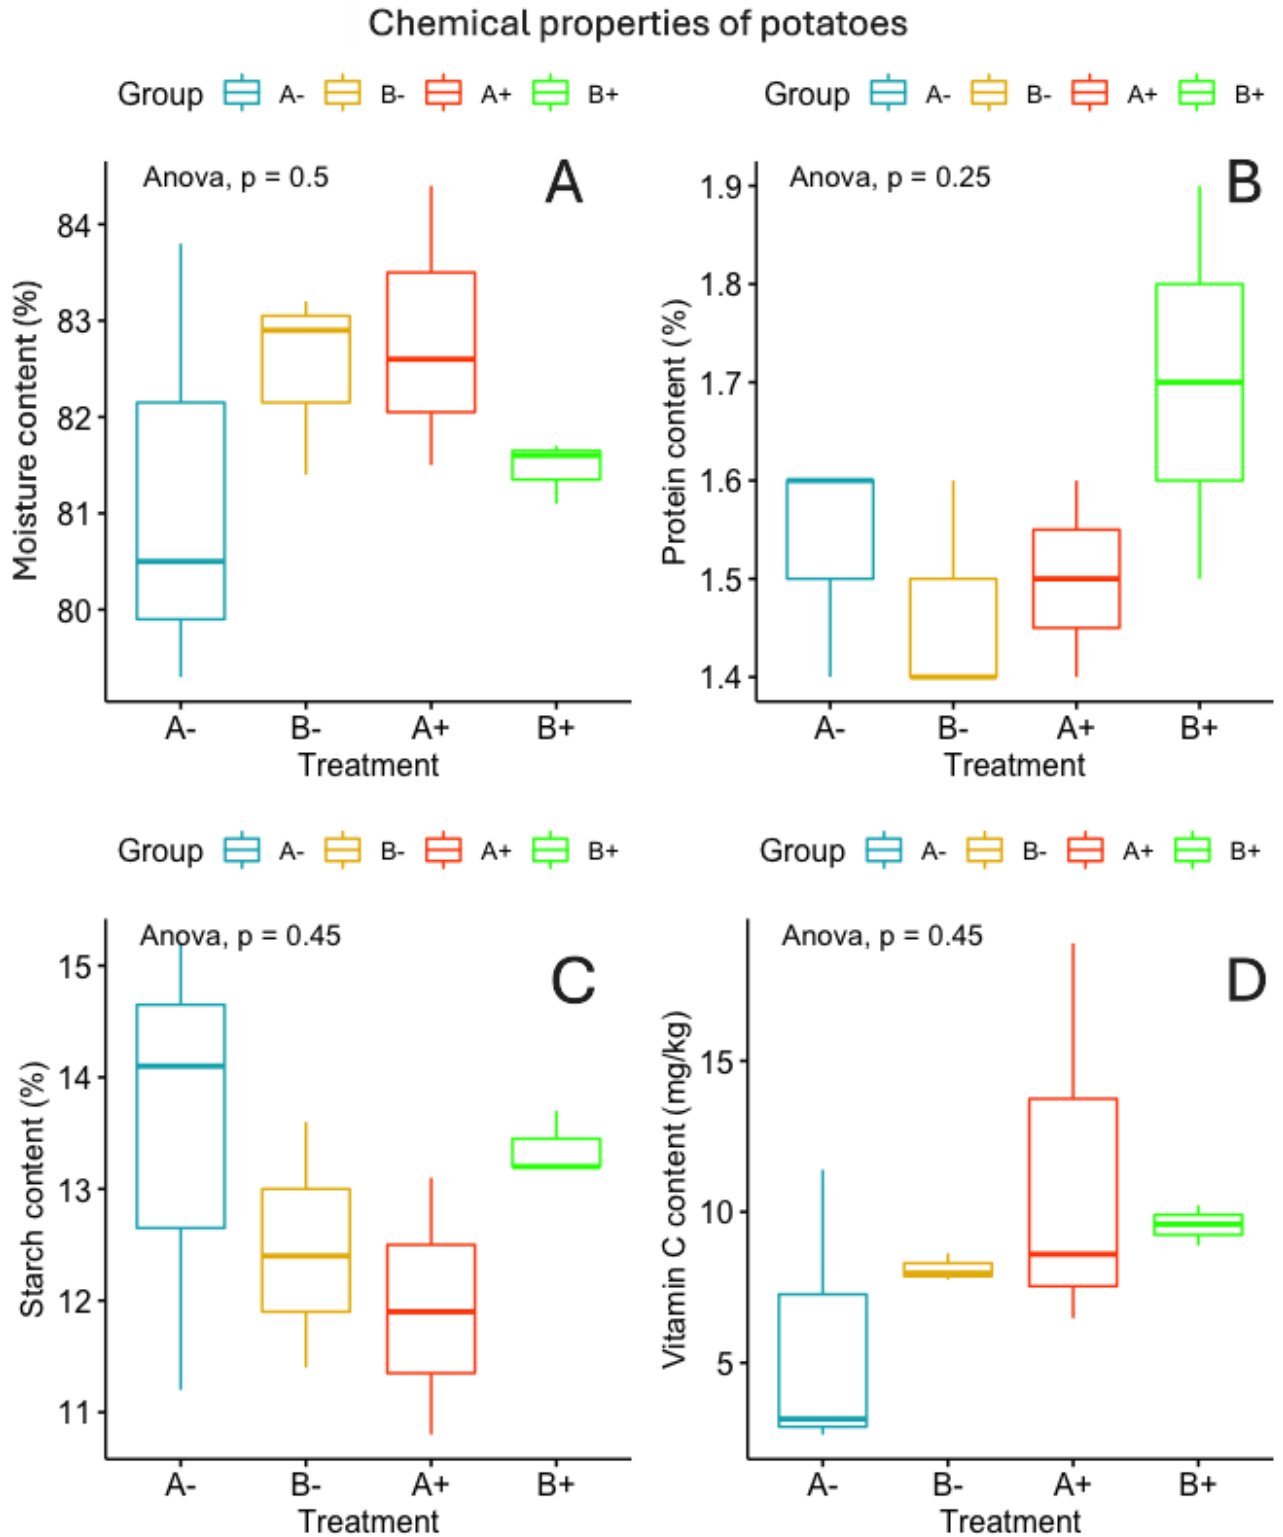 Chemical properties of potatoes
Group A- B- A+ B+
Anova, p = 0.5
A
Moisture content (%)
84
83
82
81
80
A- B- A+ B+
Treatment
Group A- B- A+ B+
Anova, p = 0.25
B
Protein content (%)
1.9
1.8
1.7
1.6
1.5
1.4
A- B- A+ B+
Treatment
Group A- B- A+ B+
Anova, p = 0.45
C
Starch content (%)
15
14
13
12
11
A- B- A+ B+
Treatment
Group A- B- A+ B+
Anova, p = 0.45
D
Vitamin C content (mg/kg)
15
10
5
A- B- A+ B+
Treatment